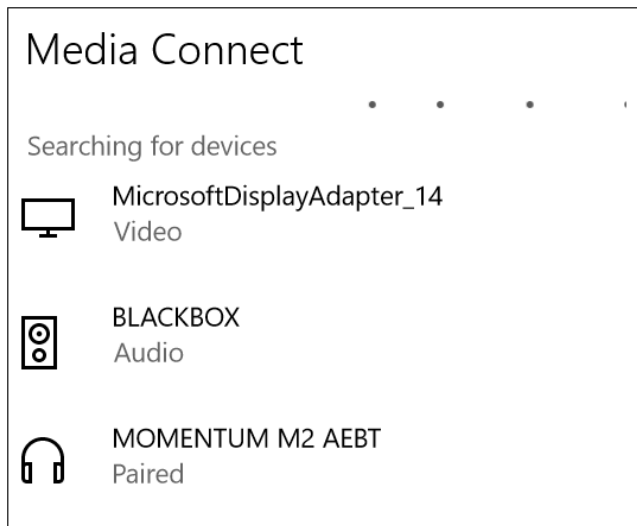 Media Connect
Searching for devices
MicrosoftDisplayAdapter_14
Video
BLACKBOX
Audio
MOMENTUM M2 AEBT
Paired